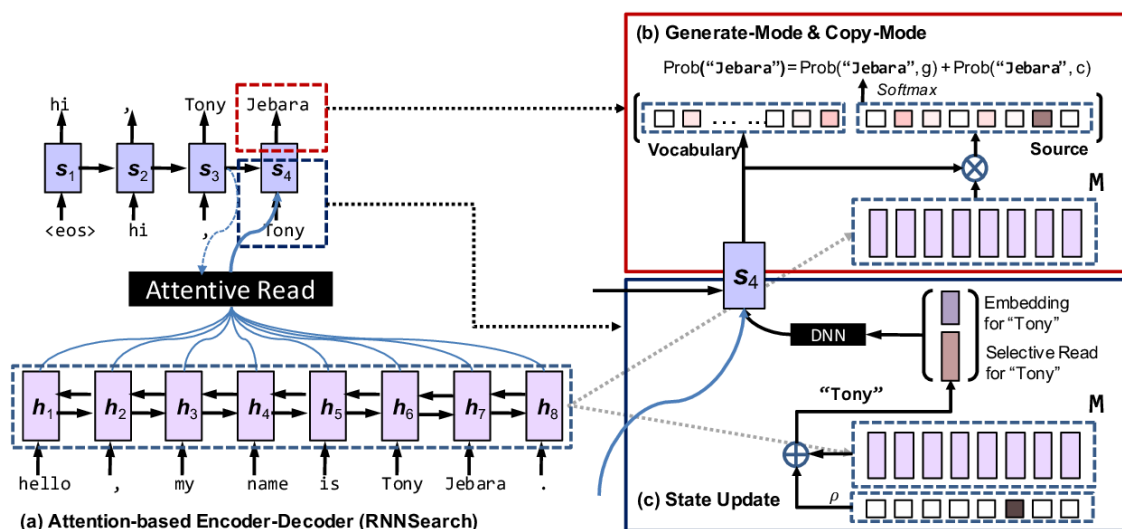 hi , Tony Jebara
s1 s2 s3 s4
<eos> hi , Tony
Attentive Read
h1 h2 h3 h4 h5 h6 h7 h8
hello , my name is Tony Jebara .
(a) Attention-based Encoder-Decoder (RNNSearch)
(b) Generate-Mode & Copy-Mode
Prob(“Jebara”) = Prob(“Jebara”, g) + Prob(“Jebara”, c)
Softmax
... ...
Vocabulary Source
M
s4
Embedding
for “Tony”
DNN
Selective Read
for “Tony”
“Tony”
M
ρ
(c) State Update